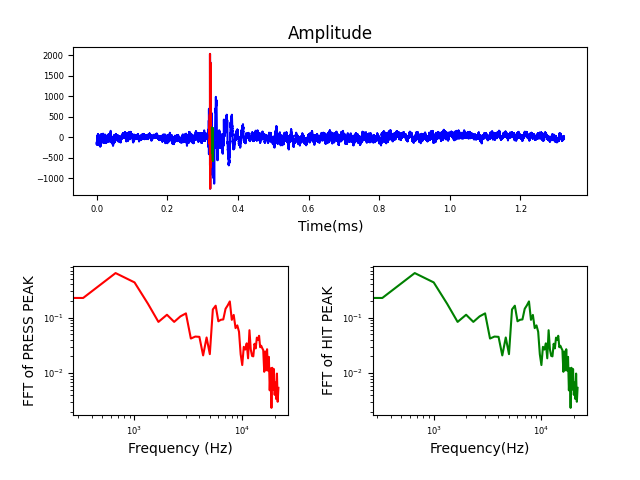 Amplitude
2000
1500
1000
500
0
−500
−1000
0.0 0.2 0.4 0.6 0.8 1.0 1.2
Time(ms)
FFT of PRESS PEAK
10⁻¹
10⁻²
10³ 10⁴
Frequency (Hz)
FFT of HIT PEAK
10⁻¹
10⁻²
10³ 10⁴
Frequency(Hz)